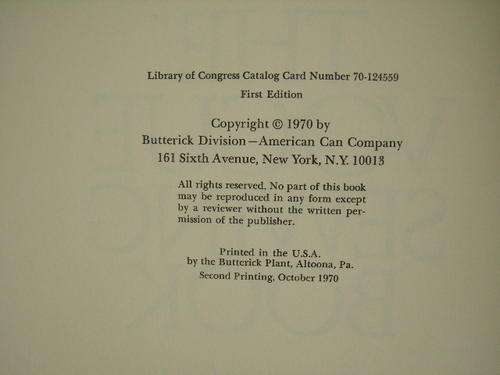 Library of Congress Catalog Card Number 70-124559
First Edition
Copyright © 1970 by
Butterick Division—American Can Company
161 Sixth Avenue, New York, N.Y. 10013
All rights reserved. No part of this book
may be reproduced in any form except
by a reviewer without the written per-
mission of the publisher.
Printed in the U.S.A.
by the Butterick Plant, Altoona, Pa.
Second Printing, October 1970